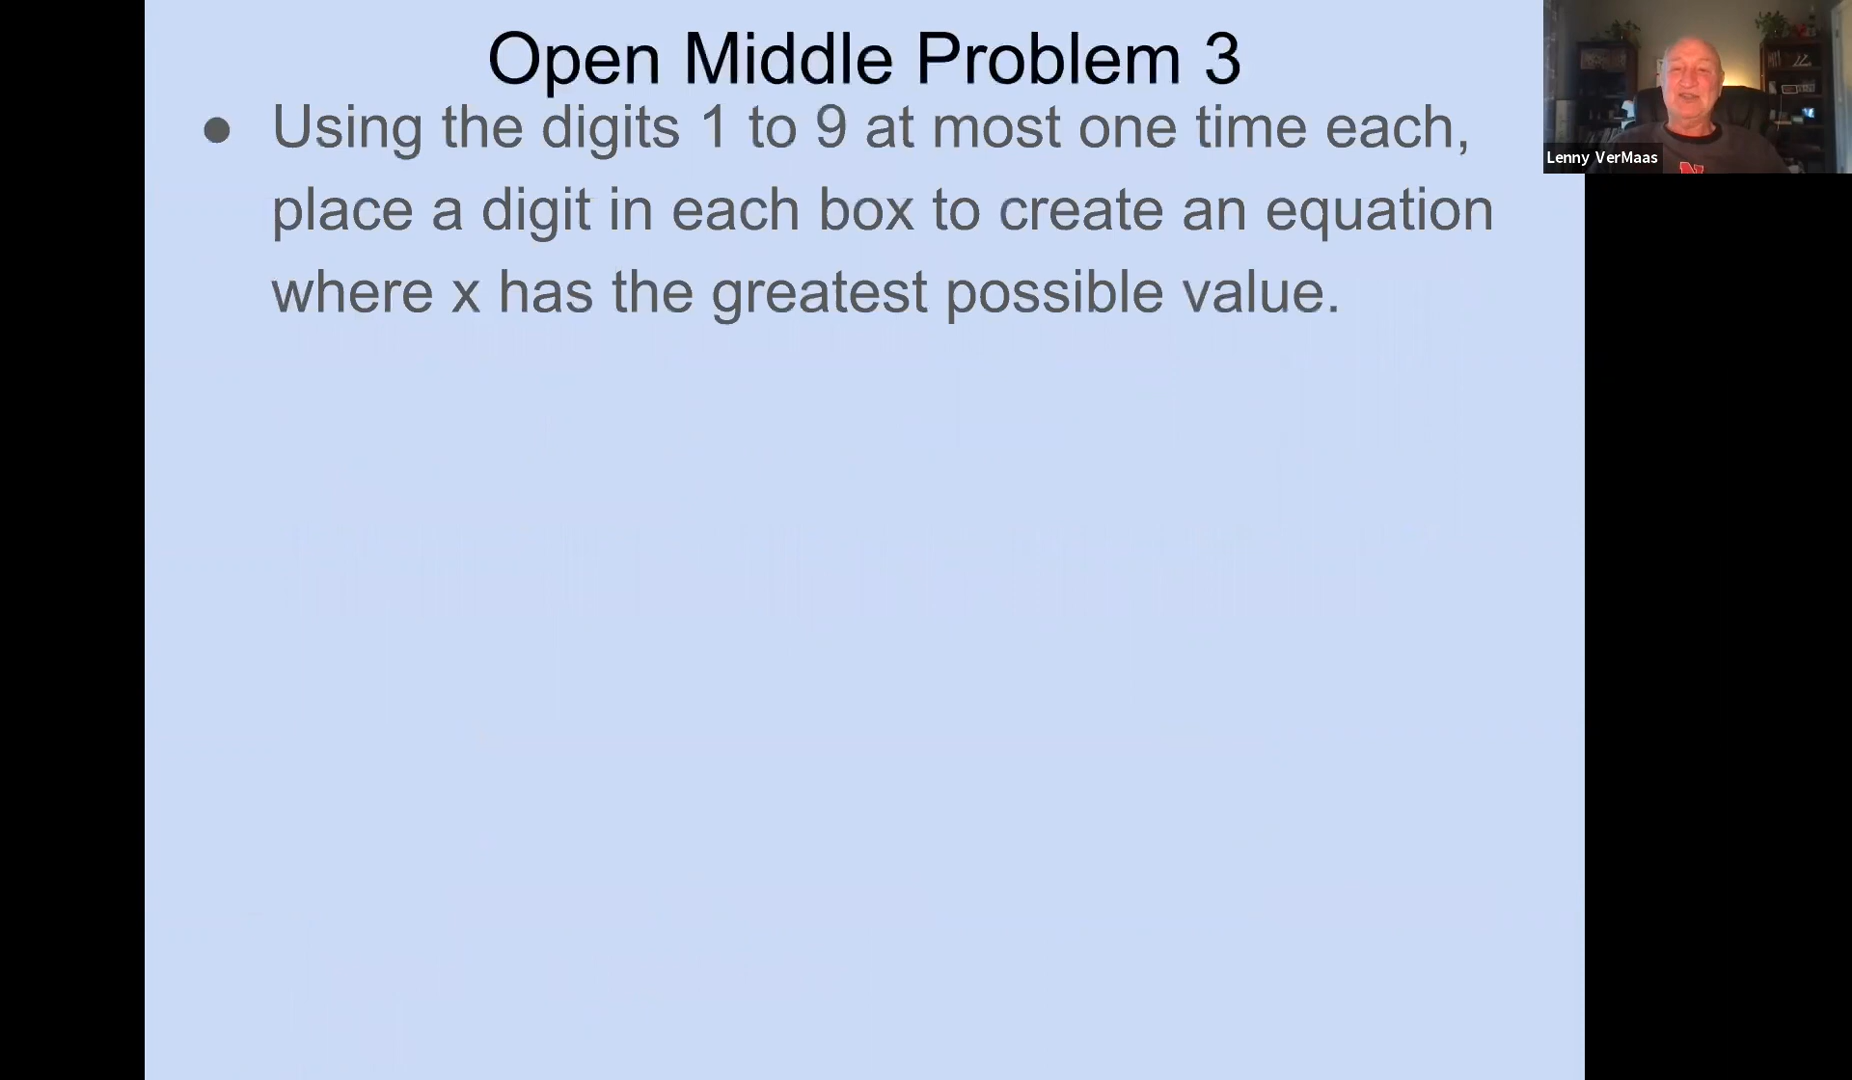 Open Middle Problem 3
● Using the digits 1 to 9 at most one time each,
place a digit in each box to create an equation
where x has the greatest possible value.
Lenny VerMaas
N